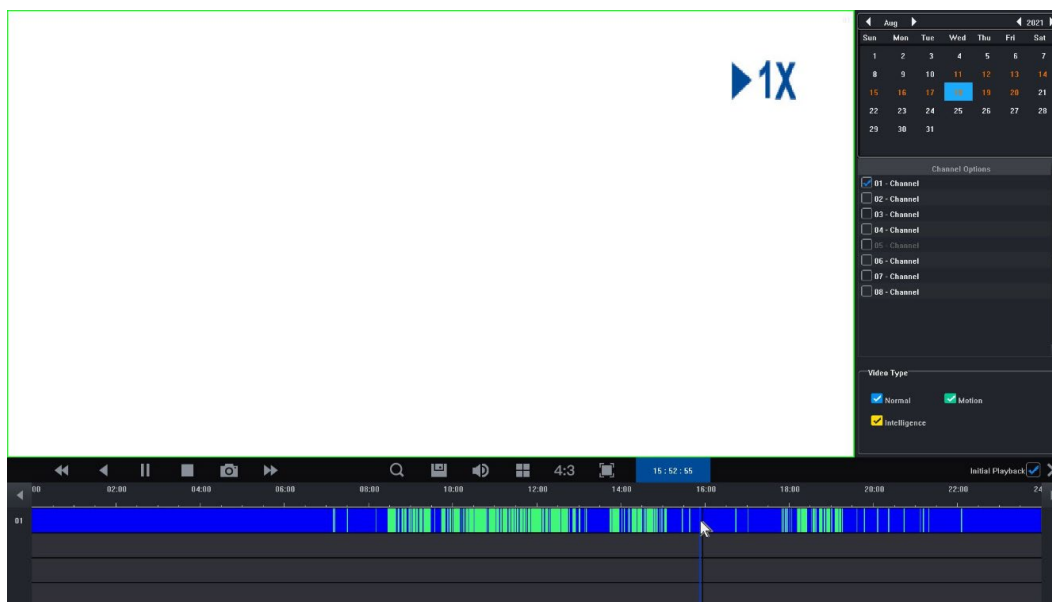 ▶1X
Aug 2021
Sun Mon Tue Wed Thu Fri Sat
1 2 3 4 5 6 7
8 9 10 11 12 13 14
15 16 17 18 19 20 21
22 23 24 25 26 27 28
29 30 31
Channel Options
01 - Channel
02 - Channel
03 - Channel
04 - Channel
05 - Channel
06 - Channel
07 - Channel
08 - Channel
Video Type
Normal Motion
Intelligence
4:3 15:52:55 Initial Playback
00 02:00 04:00 06:00 08:00 10:00 12:00 14:00 16:00 18:00 20:00 22:00 24
01